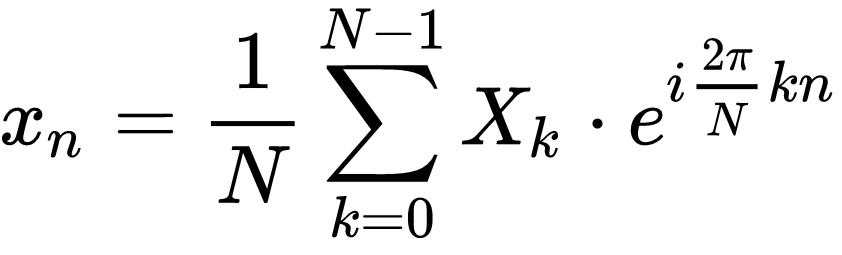 x_n = \frac{1}{N} \sum_{k=0}^{N-1} X_k \cdot e^{i \frac{2\pi}{N} kn}